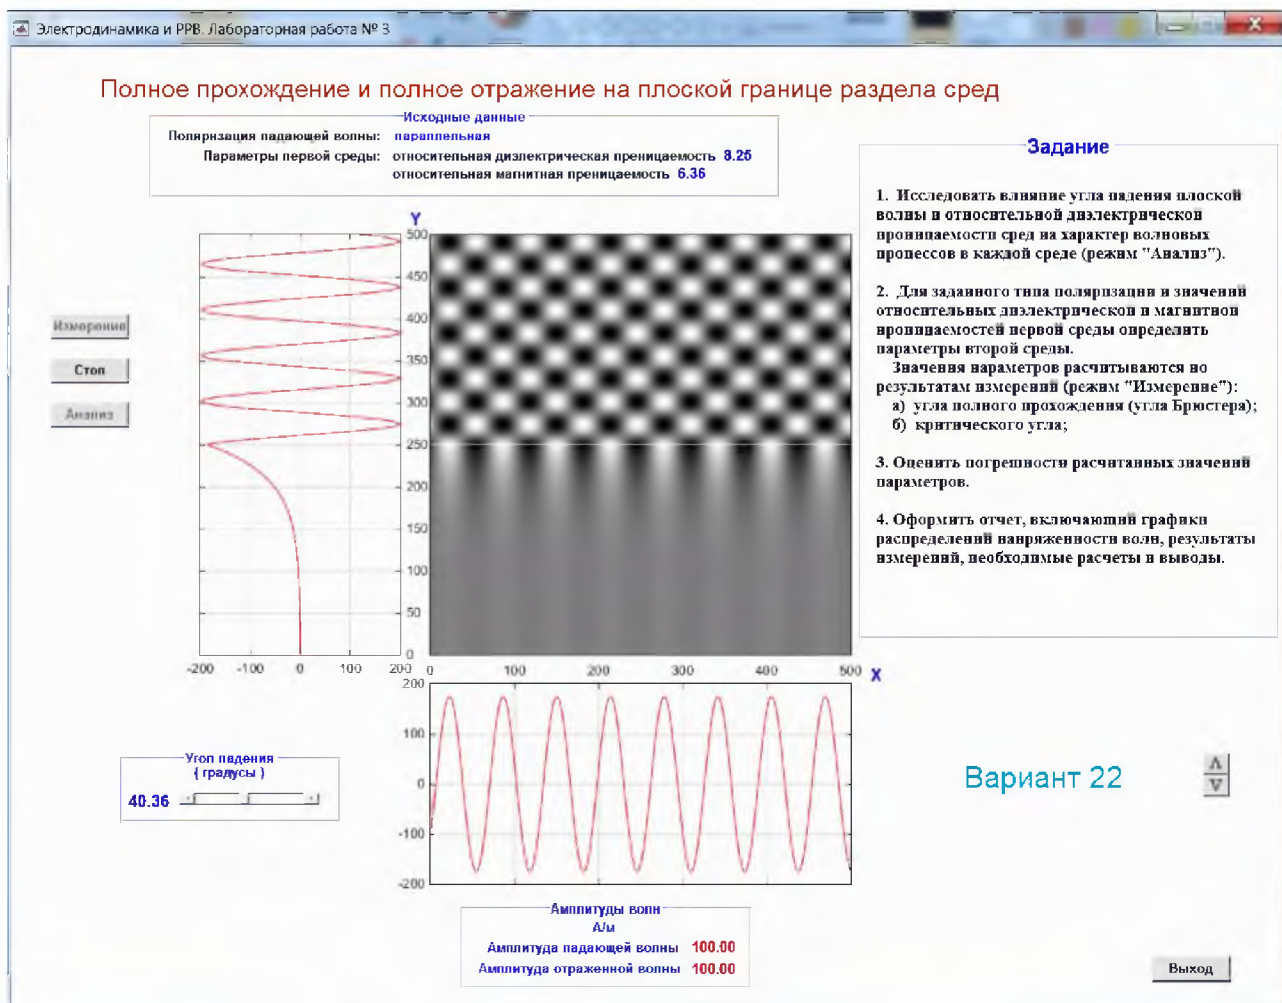 Электродинамика и РРВ. Лабораторная работа № 3
Полное прохождение и полное отражение на плоской границе раздела сред
Исходные данные
Поляризация падающей волны: параллельная
Параметры первой среды: относительная диэлектрическая преницаемость 8.25
относительная магнитная преницаемость 6.36
Задание
1. Исследовать влияние угла падения плоской
волны и относительной диэлектрической
проницаемости сред на характер волновых
процессов в каждой среде (режим "Анализ").
2. Для заданного типа поляризации и значений
относительных диэлектрической и магнитной
проницаемостей первой среды определить
параметры второй среды.
Значения параметров расчитываются по
результатам измерений (режим "Измерение"):
а) угла полного прохождения (угла Брюстера);
б) критического угла;
3. Оценить погрешности расчитанных значений
параметров.
4. Оформить отчет, включающий графики
распределений напряженности волн, результаты
измерений, необходимые расчеты и выводы.
Измерение
Стоп
Анализ
Y
500
450
400
350
300
250
200
150
100
50
0
-200 -100 0 100 200
0 100 200 300 400 500 X
200
100
0
-100
-200
Угол падения
( градусы )
40.36
Вариант 22
Λ
V
Амплитуды волн
А/м
Амплитуда падающей волны 100.00
Амплитуда отраженной волны 100.00
Выход